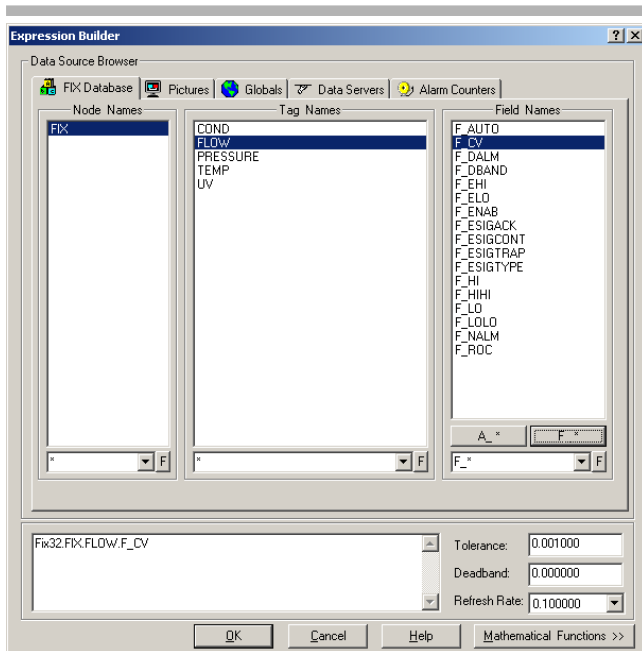 Expression Builder
Data Source Browser
FIX Database
Pictures
Globals
Data Servers
Alarm Counters
Node Names
FIX
*
F
Tag Names
COND
FLOW
PRESSURE
TEMP
UV
*
F
Field Names
F_AUTO
F_CV
F_DALM
F_DBAND
F_EHI
F_ELO
F_ENAB
F_ESIGACK
F_ESIGCONT
F_ESIGTRAP
F_ESIGTYPE
F_HI
F_HIHI
F_LO
F_LOLO
F_NALM
F_ROC
A_*
F_*
F_*
F
Fix32.FIX.FLOW.F_CV
Tolerance: 0.001000
Deadband: 0.000000
Refresh Rate: 0.100000
OK
Cancel
Help
Mathematical Functions >>